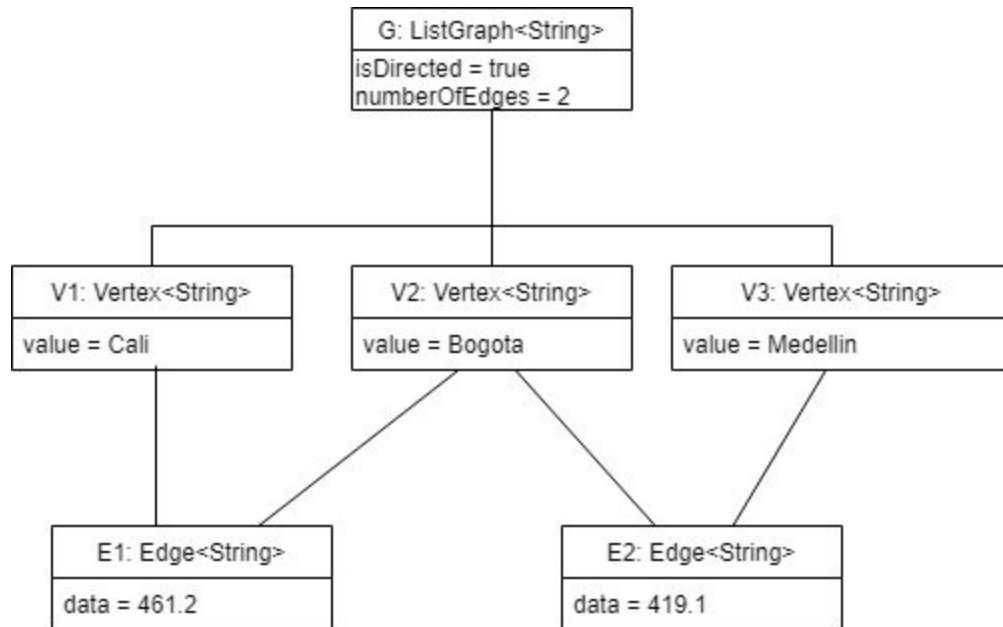 G: ListGraph<String>
isDirected = true
numberOfEdges = 2
V1: Vertex<String>
value = Cali
V2: Vertex<String>
value = Bogota
V3: Vertex<String>
value = Medellin
E1: Edge<String>
data = 461.2
E2: Edge<String>
data = 419.1